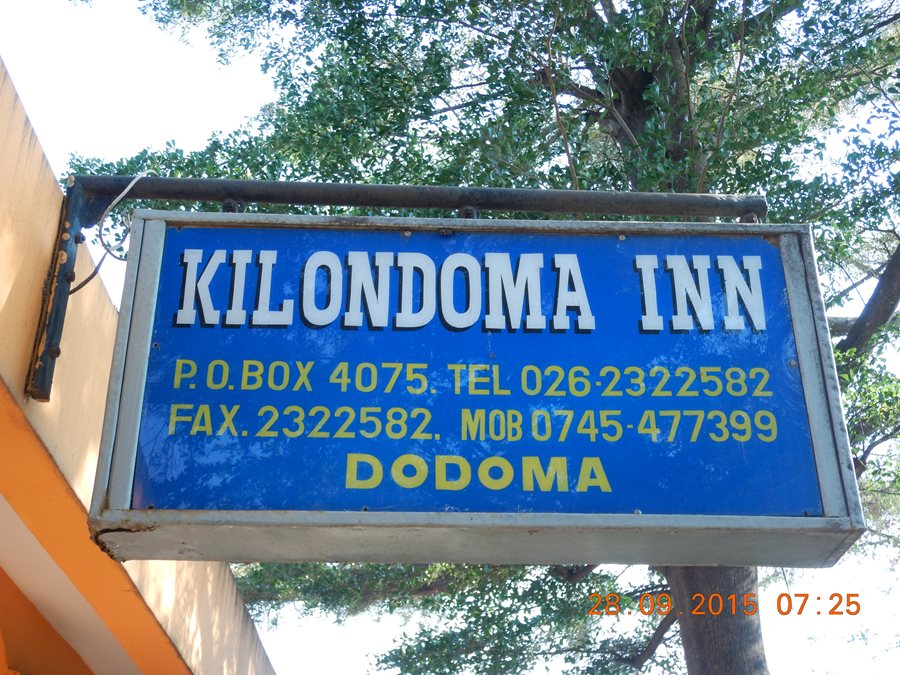 KILONDOMA INN
P.O.BOX 4075. TEL 026-2322582
FAX. 2322582. MOB 0745-477399
DODOMA
28.09.2015 07:25